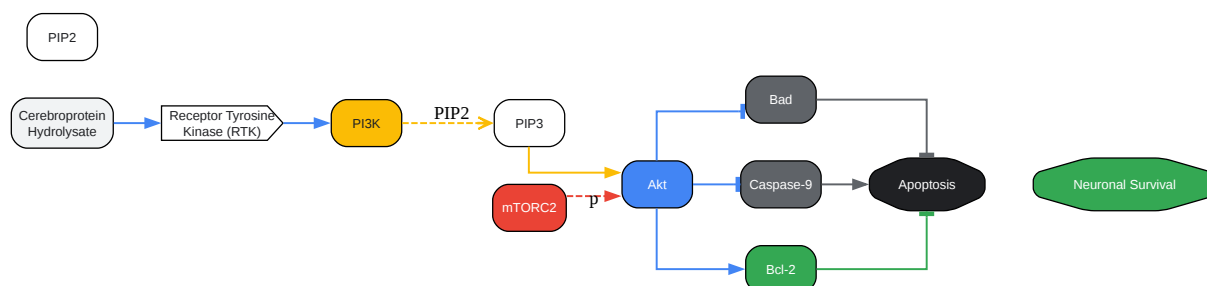 PIP2
Cerebroprotein
Hydrolysate
Receptor Tyrosine
Kinase (RTK)
PI3K
PIP2
PIP3
mTORC2
p
Akt
Bad
Caspase-9
Bcl-2
Apoptosis
Neuronal Survival